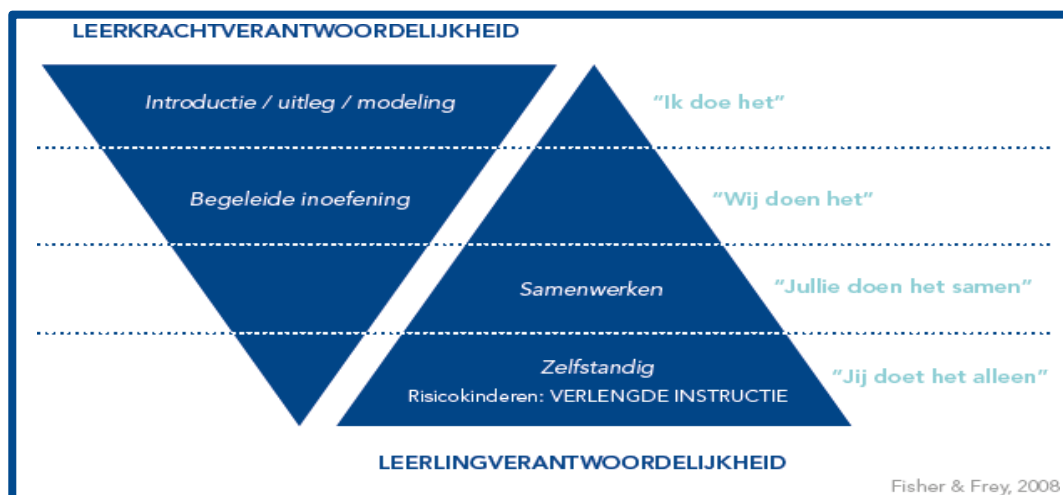 LEERKRACHTVERANTWOORDELIJKHEID
Introductie / uitleg / modeling
"Ik doe het"
Begeleide inoefening
"Wij doen het"
Samenwerken
"Jullie doen het samen"
Zelfstandig
Risicokinderen: VERLENGDE INSTRUCTIE
"Jij doet het alleen"
LEERLINGVERANTWOORDELIJKHEID
Fisher & Frey, 2008